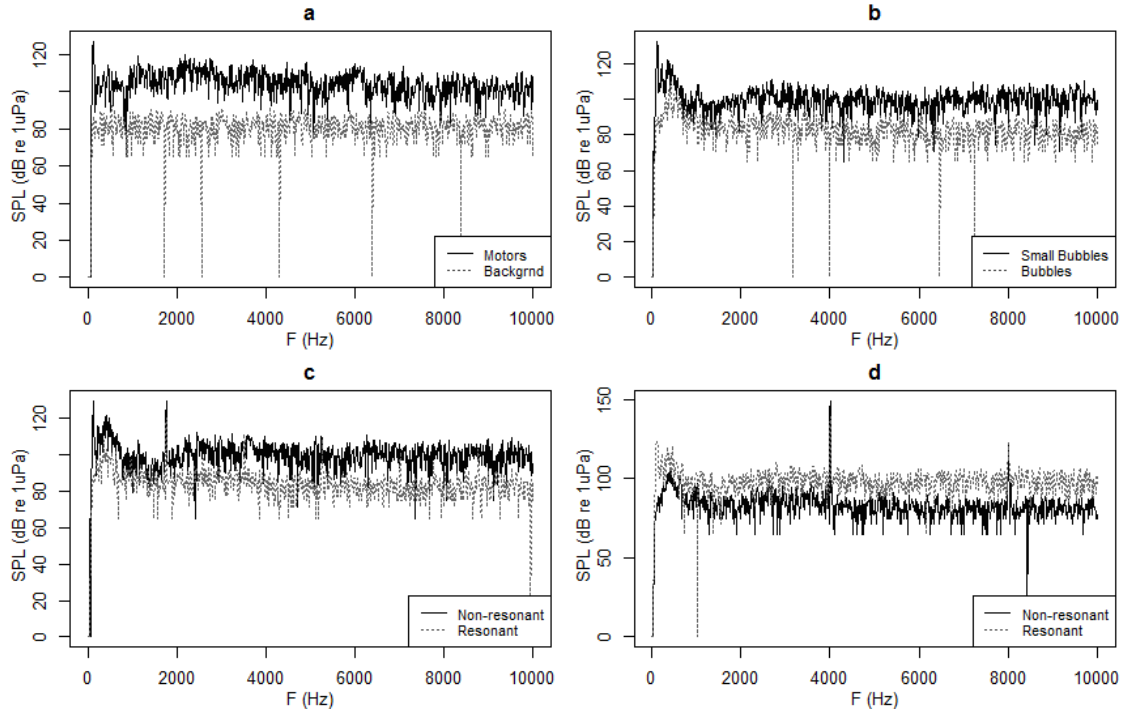 a
SPL (dB re 1uPa)
0 20 40 60 80 120
0 2000 4000 6000 8000 10000
F (Hz)
Motors
Backgrnd
b
SPL (dB re 1uPa)
0 20 40 60 80 120
0 2000 4000 6000 8000 10000
F (Hz)
Small Bubbles
Bubbles
c
SPL (dB re 1uPa)
0 20 40 60 80 120
0 2000 4000 6000 8000 10000
F (Hz)
Non-resonant
Resonant
d
SPL (dB re 1uPa)
0 50 100 150
0 2000 4000 6000 8000 10000
F (Hz)
Non-resonant
Resonant